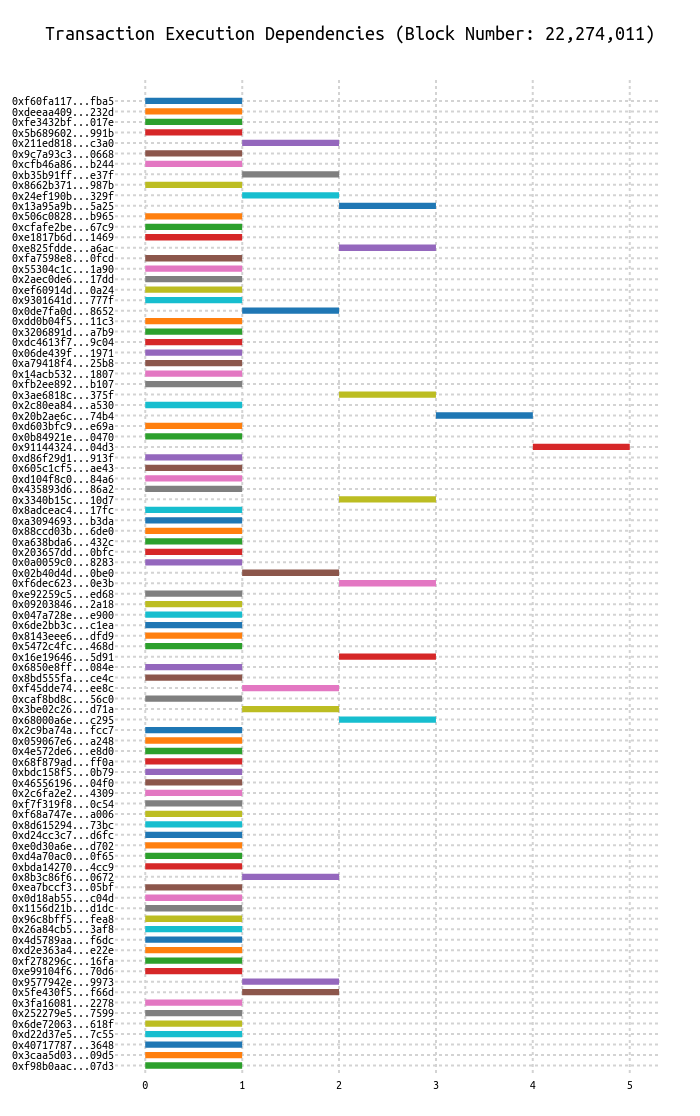 Transaction Execution Dependencies (Block Number: 22,274,011)
0xf60fa117...fba5
0xdeeaa409...232d
0xfe3432bf...017e
0x5b689602...991b
0x211ed818...c3a0
0x9c7a93c3...0668
0xcfb46a86...b244
0xb35b91ff...e37f
0x8662b371...987b
0x24ef190b...329f
0x13a95a9b...5a25
0x506c0828...b965
0xcfafe2be...67c9
0xe1817b6d...1469
0xe825fdde...a6ac
0xfa7598e8...0fcd
0x55304c1c...1a90
0x2aec0de6...17dd
0xef60914d...0a24
0x9301641d...777f
0x0de7fa0d...8652
0xdd0b04f5...11c3
0x3206891d...a7b9
0xdc4613f7...9c04
0x06de439f...1971
0xa79418f4...25b8
0x14acb532...1807
0xfb2ee892...b107
0x3ae6818c...375f
0x2c80ea84...a530
0x20b2ae6c...74b4
0xd603bfc9...e69a
0x0b84921e...0470
0x91144324...04d3
0xd86f29d1...913f
0x605c1cf5...ae43
0xd104f8c0...84a6
0x435893d6...86a2
0x3340b15c...10d7
0x8adceac4...17fc
0xa3094693...b3da
0x88ccd03b...6de0
0xa638bda6...432c
0x203657dd...0bfc
0x0a0059c0...8283
0x02b40d4d...0be0
0xf6dec623...0e3b
0xe92259c5...ed68
0x09203846...2a18
0x047a728e...e900
0x6de2bb3c...c1ea
0x8143eee6...dfd9
0x5472c4fc...468d
0x16e19646...5d91
0x6850e8ff...084e
0x8bd555fa...ce4c
0xf45dde74...ee8c
0xcaf8bd8c...56c0
0x3be02c26...d71a
0x68000a6e...c295
0x2c9ba74a...fcc7
0x059067e6...a248
0x4e572de6...e8d0
0x68f879ad...ff0a
0xbdc158f5...0b79
0x46556196...04f0
0x2c6fa2e2...4309
0xf7f319f8...0c54
0xf68a747e...a006
0x8d615294...73bc
0xd24cc3c7...d6fc
0xe0d30a6e...d702
0xd4a70ac0...0f65
0xbda14270...4cc9
0x8b3c86f6...0672
0xea7bccf3...05bf
0x0d18ab55...c04d
0x1156d21b...d1dc
0x96c8bff5...fea8
0x26a84cb5...3af8
0x4d5789aa...f6dc
0xd2e363a4...e22e
0xf278296c...16fa
0xe99104f6...70d6
0x9577942e...9973
0x5fe430f5...f66d
0x3fa16081...2278
0x252279e5...7599
0x6de72063...618f
0xd22d37e5...7c55
0x40717787...3648
0x3caa5d03...09d5
0xf98b0aac...07d3
0 1 2 3 4 5